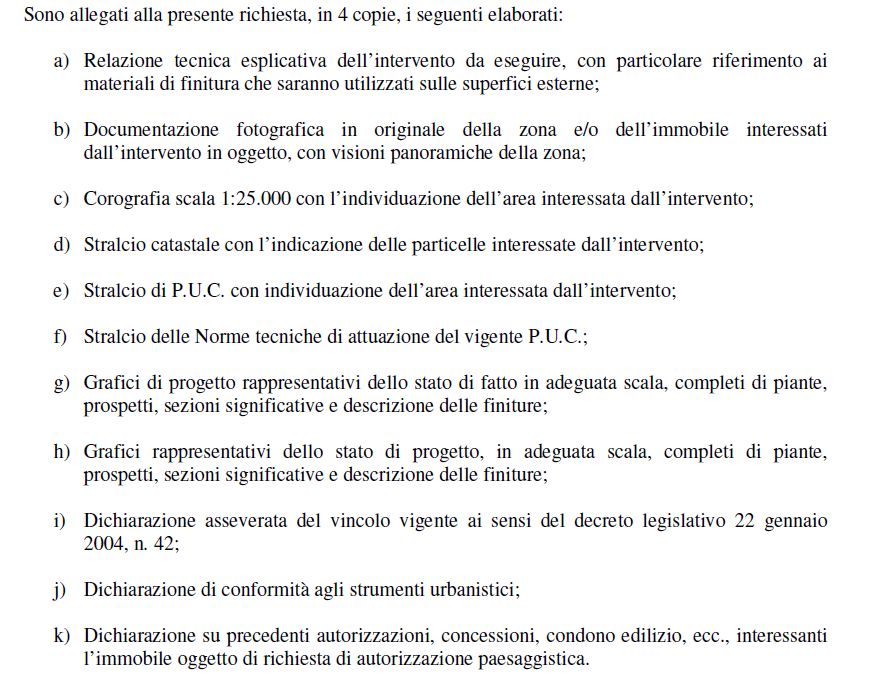 Sono allegati alla presente richiesta, in 4 copie, i seguenti elaborati:
a) Relazione tecnica esplicativa dell'intervento da eseguire, con particolare riferimento ai
materiali di finitura che saranno utilizzati sulle superfici esterne;
b) Documentazione fotografica in originale della zona e/o dell'immobile interessati
dall'intervento in oggetto, con visioni panoramiche della zona;
c) Corografia scala 1:25.000 con l'individuazione dell'area interessata dall'intervento;
d) Stralcio catastale con l'indicazione delle particelle interessate dall'intervento;
e) Stralcio di P.U.C. con individuazione dell'area interessata dall'intervento;
f) Stralcio delle Norme tecniche di attuazione del vigente P.U.C.;
g) Grafici di progetto rappresentativi dello stato di fatto in adeguata scala, completi di piante,
prospetti, sezioni significative e descrizione delle finiture;
h) Grafici rappresentativi dello stato di progetto, in adeguata scala, completi di piante,
prospetti, sezioni significative e descrizione delle finiture;
i) Dichiarazione asseverata del vincolo vigente ai sensi del decreto legislativo 22 gennaio
2004, n. 42;
j) Dichiarazione di conformità agli strumenti urbanistici;
k) Dichiarazione su precedenti autorizzazioni, concessioni, condono edilizio, ecc., interessanti
l'immobile oggetto di richiesta di autorizzazione paesaggistica.